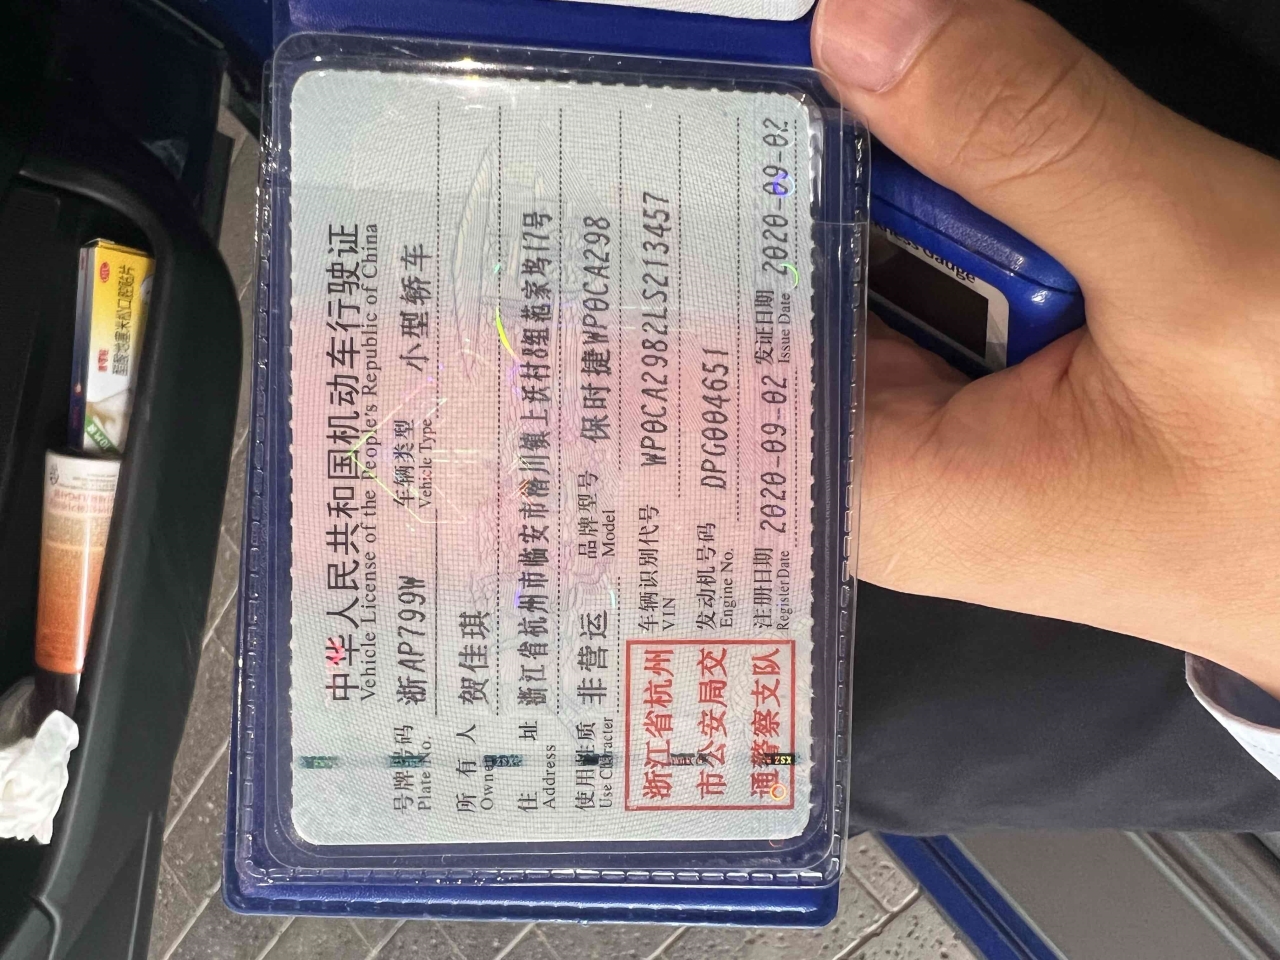 中华人民共和国机动车行驶证
Vehicle License of the People's Republic of China
号牌号码 浙AP799W 车辆类型 小型轿车
Plate No. Vehicle Type
所有人 贺佳琪
Owner
住址 浙江省杭州市临安市潜川镇上沃村8组范家坞17号
Address
使用性质 非营运 品牌型号 保时捷WP0CA298
Use Character Model
车辆识别代号 WP0CA2982LS213457
VIN
发动机号码 DPG004651
Engine No.
注册日期 2020-09-02 发证日期 2020-09-02
Register Date Issue Date
浙江省杭州
市公安局交
通警察支队